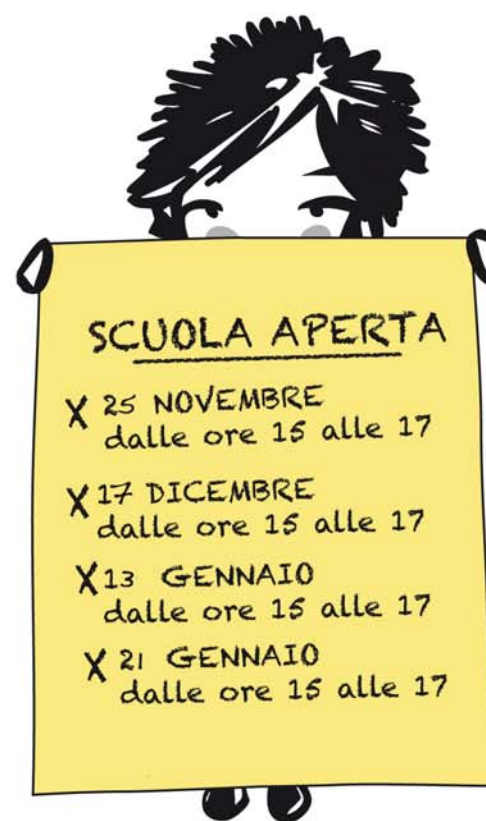 SCUOLA APERTA
X 25 NOVEMBRE
dalle ore 15 alle 17
X 17 DICEMBRE
dalle ore 15 alle 17
X 13 GENNAIO
dalle ore 15 alle 17
X 21 GENNAIO
dalle ore 15 alle 17